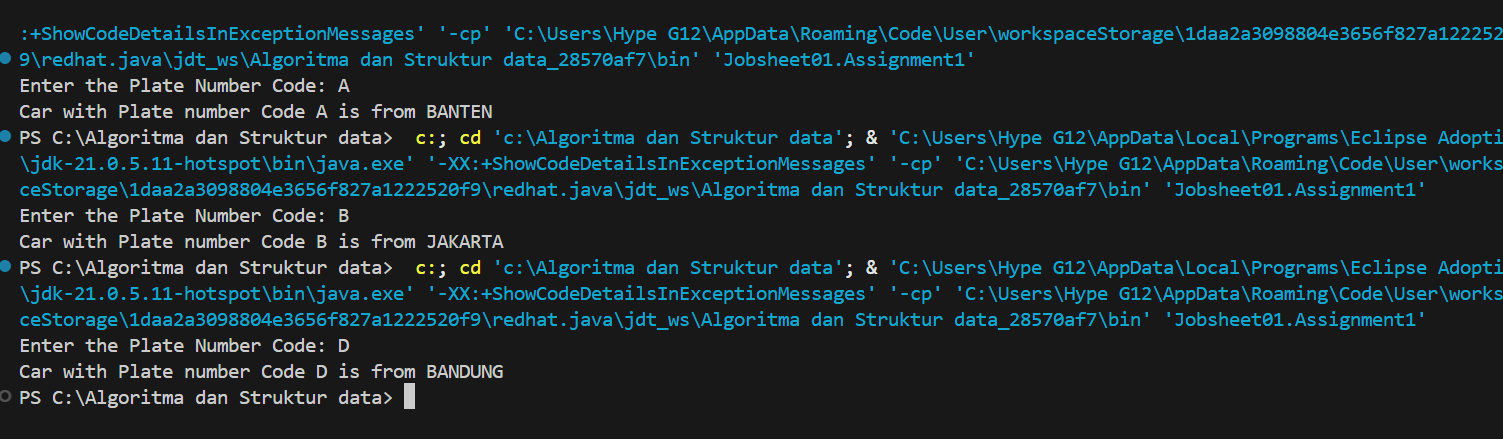 :+ShowCodeDetailsInExceptionMessages' '-cp' 'C:\Users\Hype G12\AppData\Roaming\Code\User\workspaceStorage\1daa2a3098804e3656f827a122252
9\redhat.java\jdt_ws\Algoritma dan Struktur data_28570af7\bin' 'Jobsheet01.Assignment1'
Enter the Plate Number Code: A
Car with Plate number Code A is from BANTEN
PS C:\Algoritma dan Struktur data>  c:; cd 'c:\Algoritma dan Struktur data'; & 'C:\Users\Hype G12\AppData\Local\Programs\Eclipse Adopti
\jdk-21.0.5.11-hotspot\bin\java.exe' '-XX:+ShowCodeDetailsInExceptionMessages' '-cp' 'C:\Users\Hype G12\AppData\Roaming\Code\User\works
ceStorage\1daa2a3098804e3656f827a1222520f9\redhat.java\jdt_ws\Algoritma dan Struktur data_28570af7\bin' 'Jobsheet01.Assignment1'
Enter the Plate Number Code: B
Car with Plate number Code B is from JAKARTA
PS C:\Algoritma dan Struktur data>  c:; cd 'c:\Algoritma dan Struktur data'; & 'C:\Users\Hype G12\AppData\Local\Programs\Eclipse Adopti
\jdk-21.0.5.11-hotspot\bin\java.exe' '-XX:+ShowCodeDetailsInExceptionMessages' '-cp' 'C:\Users\Hype G12\AppData\Roaming\Code\User\works
ceStorage\1daa2a3098804e3656f827a1222520f9\redhat.java\jdt_ws\Algoritma dan Struktur data_28570af7\bin' 'Jobsheet01.Assignment1'
Enter the Plate Number Code: D
Car with Plate number Code D is from BANDUNG
PS C:\Algoritma dan Struktur data>